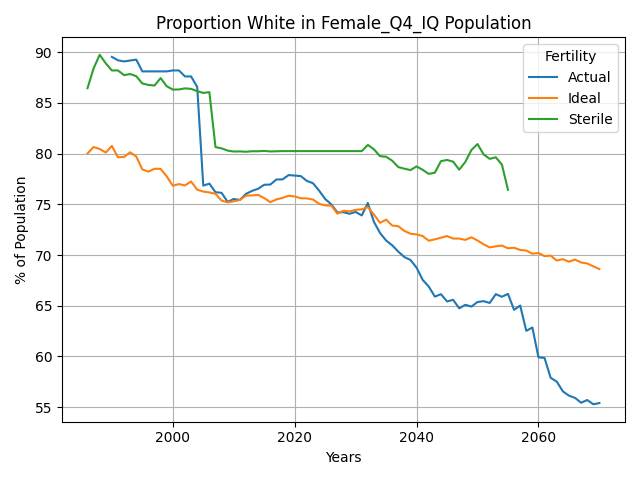 Proportion White in Female_Q4_IQ Population
Fertility
Actual
Ideal
Sterile
% of Population
90
85
80
75
70
65
60
55
2000
2020
2040
2060
Years